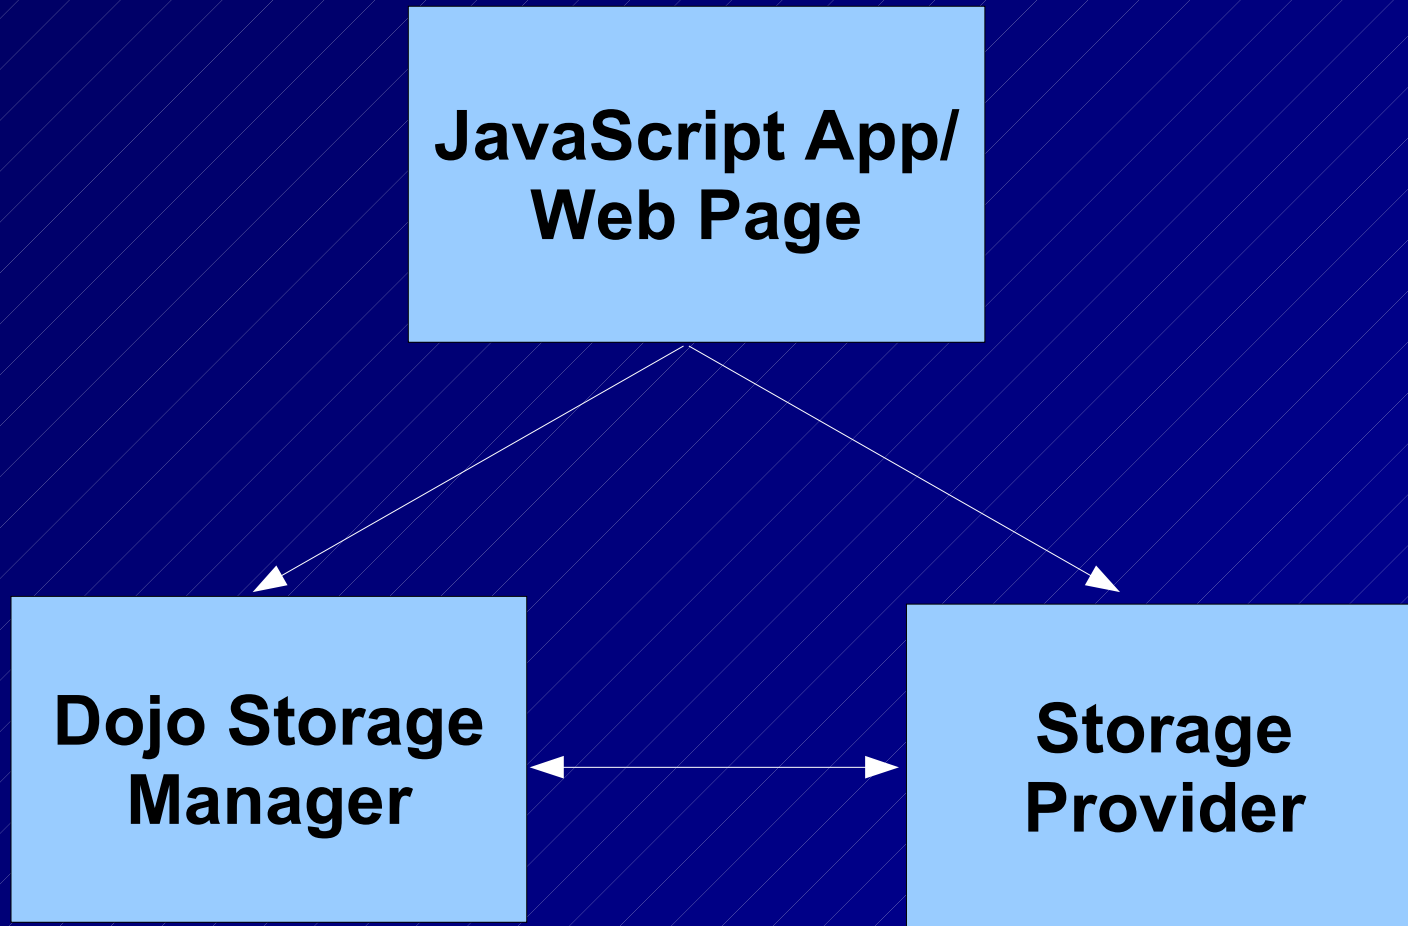 JavaScript App/
Web Page
Dojo Storage
Manager
Storage
Provider